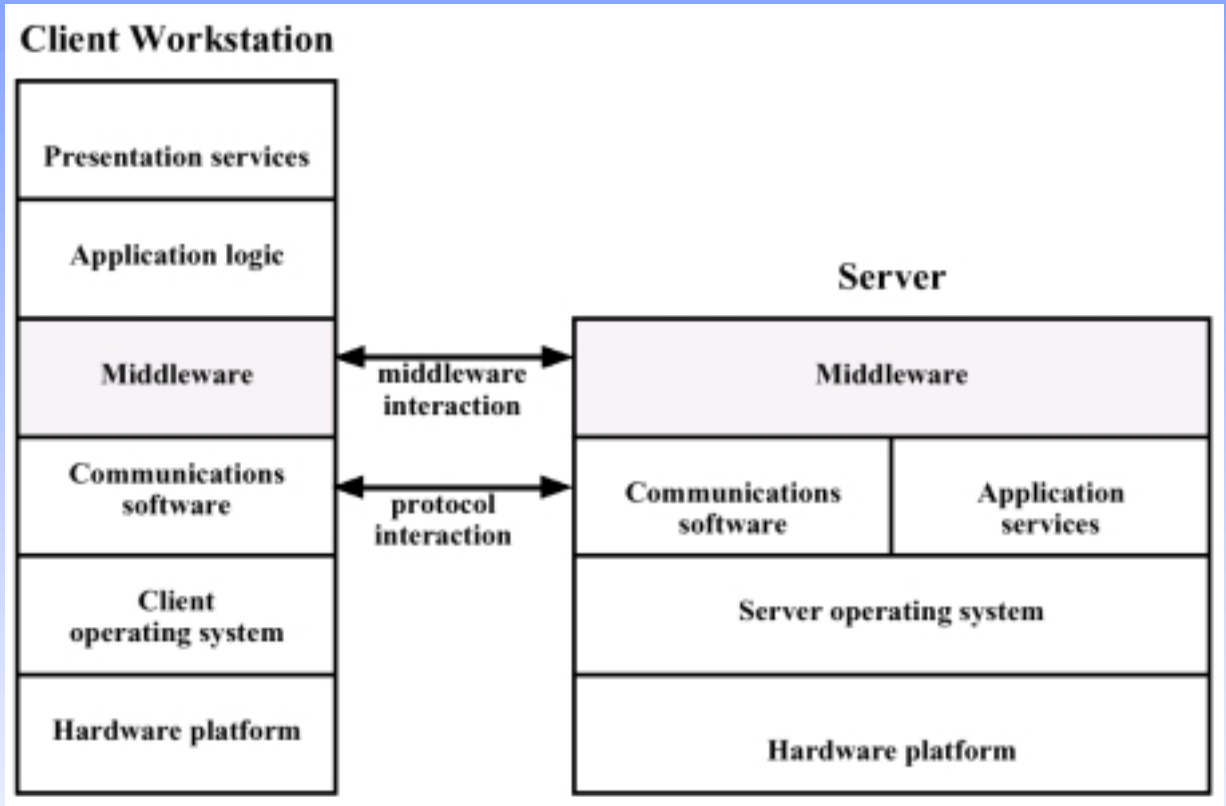 Client Workstation
Presentation services
Application logic
Middleware
Communications
software
Client
operating system
Hardware platform
middleware
interaction
protocol
interaction
Server
Middleware
Communications
software
Application
services
Server operating system
Hardware platform